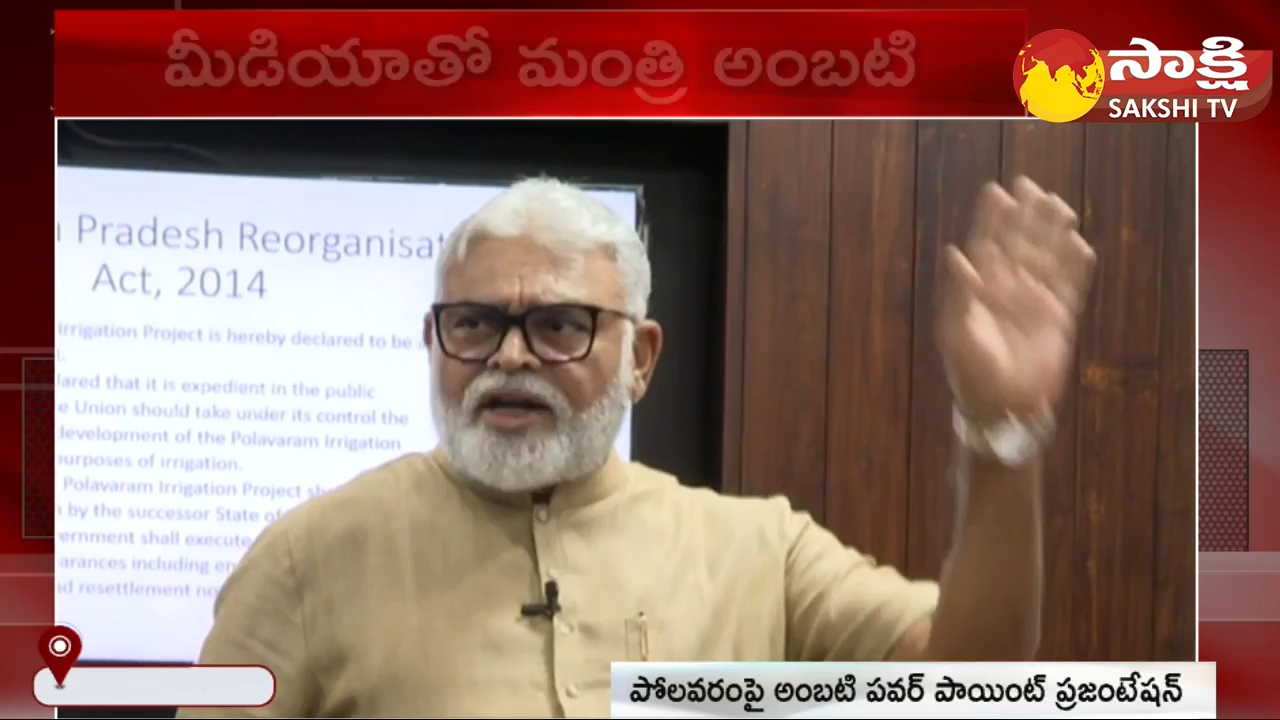 మీడియాతో మంత్రి అంబటి
సాక్షి
SAKSHI TV
Pradesh Reorganisat
Act, 2014
Irrigation Project is hereby declared to be
lared that it is expedient in the public
e Union should take under its control the
development of the Polavaram Irrigation
purposes of irrigation.
Polavaram Irrigation Project sh
by the successor State of
vernment shall execute
arances including en
nd resettlement no
పోలవరంపై అంబటి పవర్ పాయింట్ ప్రజంటేషన్